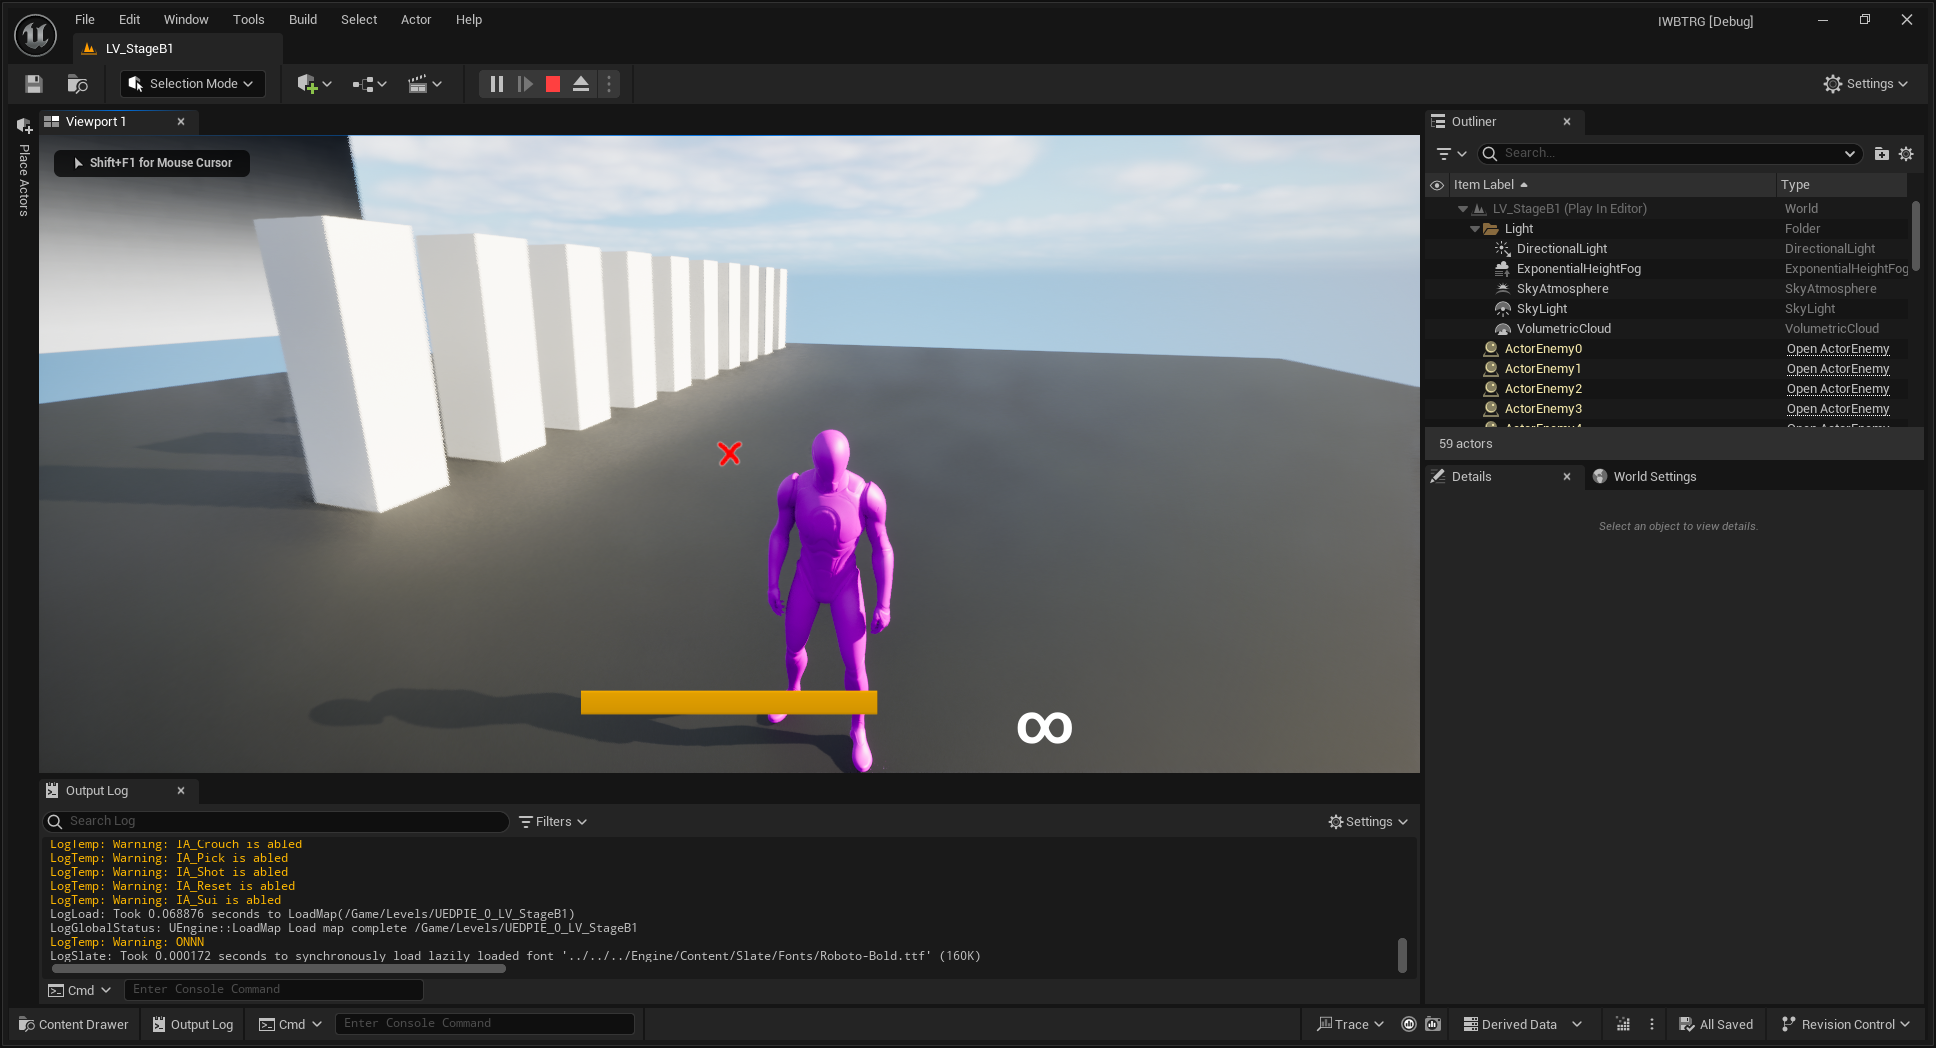 File Edit Window Tools Build Select Actor Help
IWBTRG [Debug]
LV_StageB1
Selection Mode
Settings
Place Actors
Viewport 1
Shift+F1 for Mouse Cursor
∞
Outliner
Search...
Item Label Type
LV_StageB1 (Play In Editor) World
Light Folder
DirectionalLight DirectionalLight
ExponentialHeightFog ExponentialHeightFog
SkyAtmosphere SkyAtmosphere
SkyLight SkyLight
VolumetricCloud VolumetricCloud
ActorEnemy0 Open ActorEnemy
ActorEnemy1 Open ActorEnemy
ActorEnemy2 Open ActorEnemy
ActorEnemy3 Open ActorEnemy
59 actors
Details World Settings
Select an object to view details.
Output Log
Search Log
Filters
Settings
LogTemp: Warning: IA_Crouch is abled
LogTemp: Warning: IA_Pick is abled
LogTemp: Warning: IA_Shot is abled
LogTemp: Warning: IA_Reset is abled
LogTemp: Warning: IA_Sui is abled
LogLoad: Took 0.068876 seconds to LoadMap(/Game/Levels/UEDPIE_0_LV_StageB1)
LogGlobalStatus: UEngine::LoadMap Load map complete /Game/Levels/UEDPIE_0_LV_StageB1
LogTemp: Warning: ONNN
LogSlate: Took 0.000172 seconds to synchronously load lazily loaded font '../../../Engine/Content/Slate/Fonts/Roboto-Bold.ttf' (160K)
Cmd Enter Console Command
Content Drawer Output Log Cmd Enter Console Command Trace Derived Data All Saved Revision Control